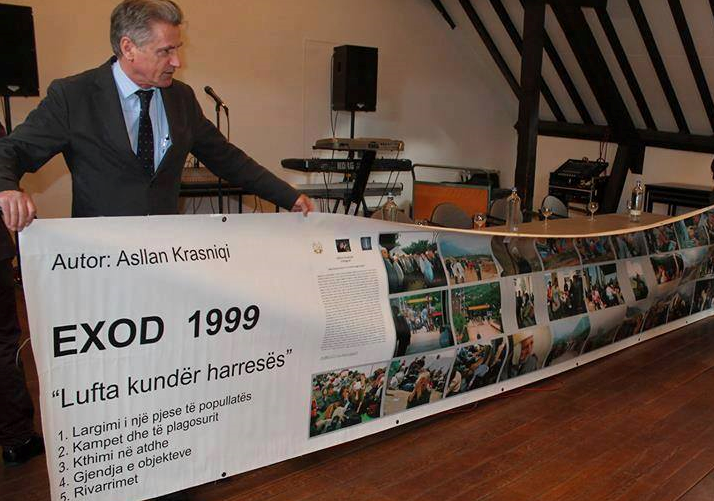 Autor: Asllan Krasniqi
EXOD 1999
“Lufta kundër harresës”
1. Largimi i një pjese të popullatës
2. Kampet dhe të plagosurit
3. Kthimi në atdhe
4. Gjendja e objekteve
5. Rivarrimet